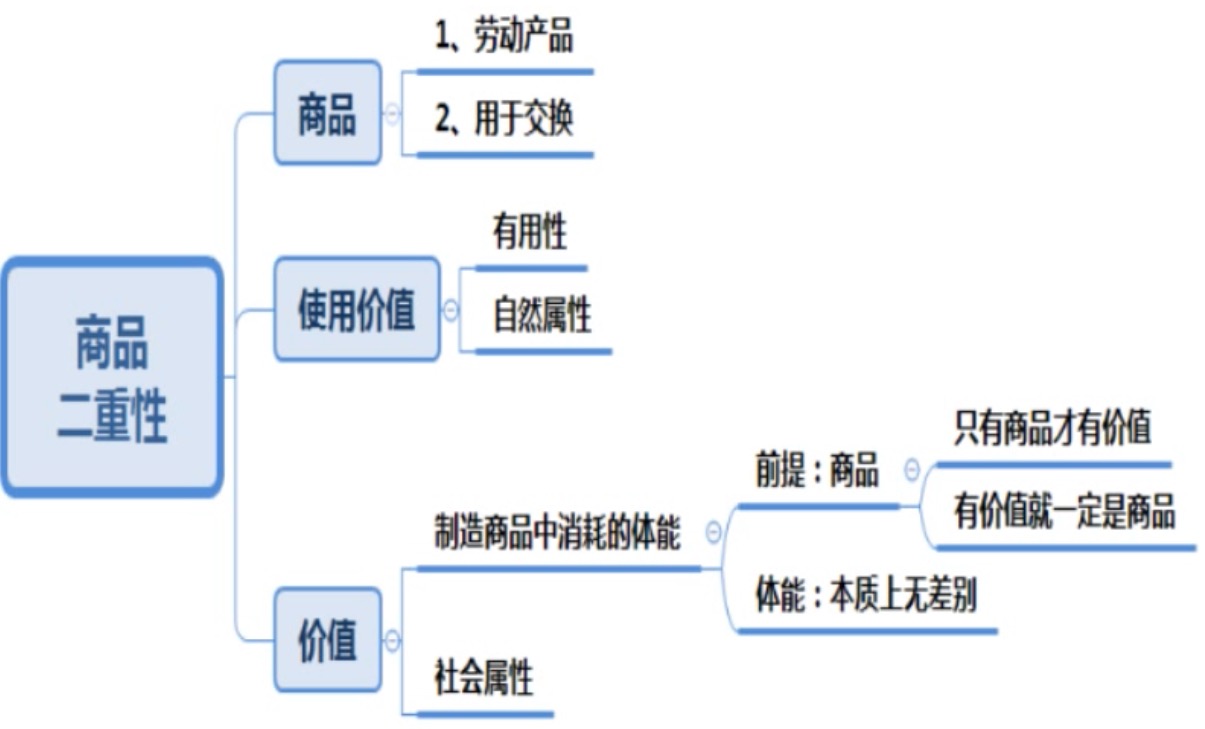 商品
二重性
商品
1、劳动产品
2、用于交换
使用价值
有用性
自然属性
价值
制造商品中消耗的体能
前提：商品
只有商品才有价值
有价值就一定是商品
体能：本质上无差别
社会属性